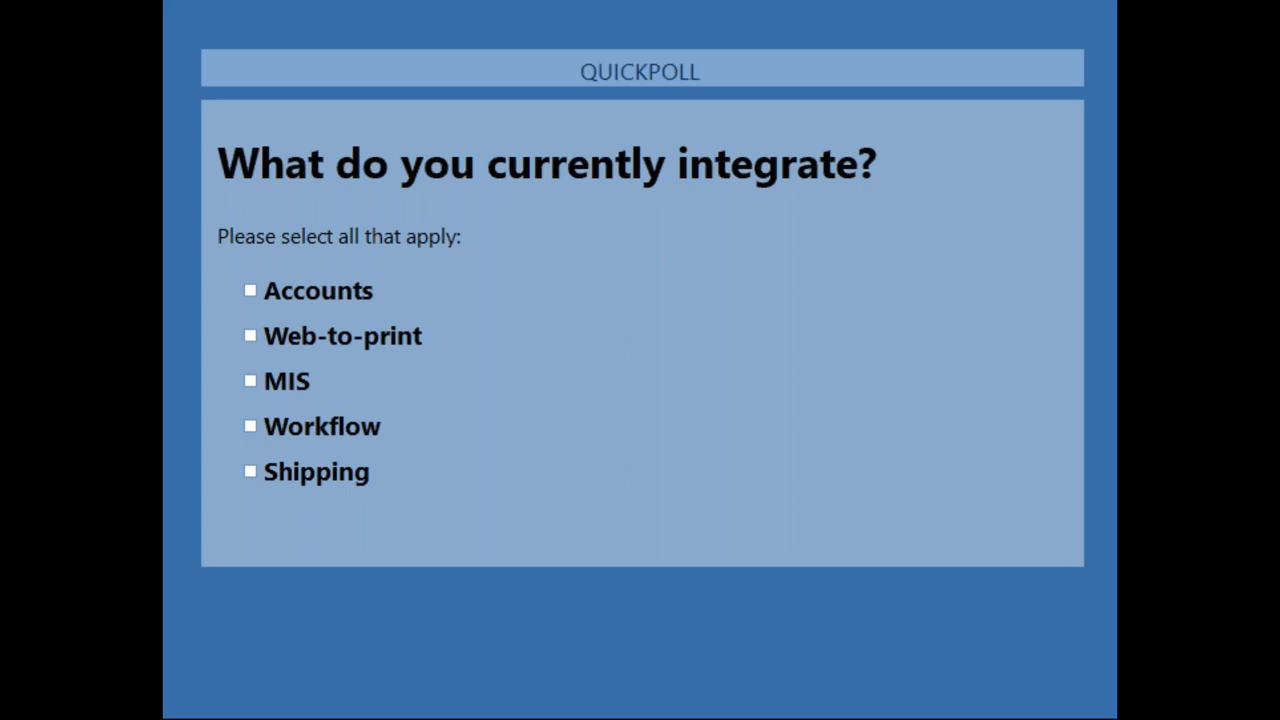 QUICKPOLL
What do you currently integrate?
Please select all that apply:
Accounts
Web-to-print
MIS
Workflow
Shipping